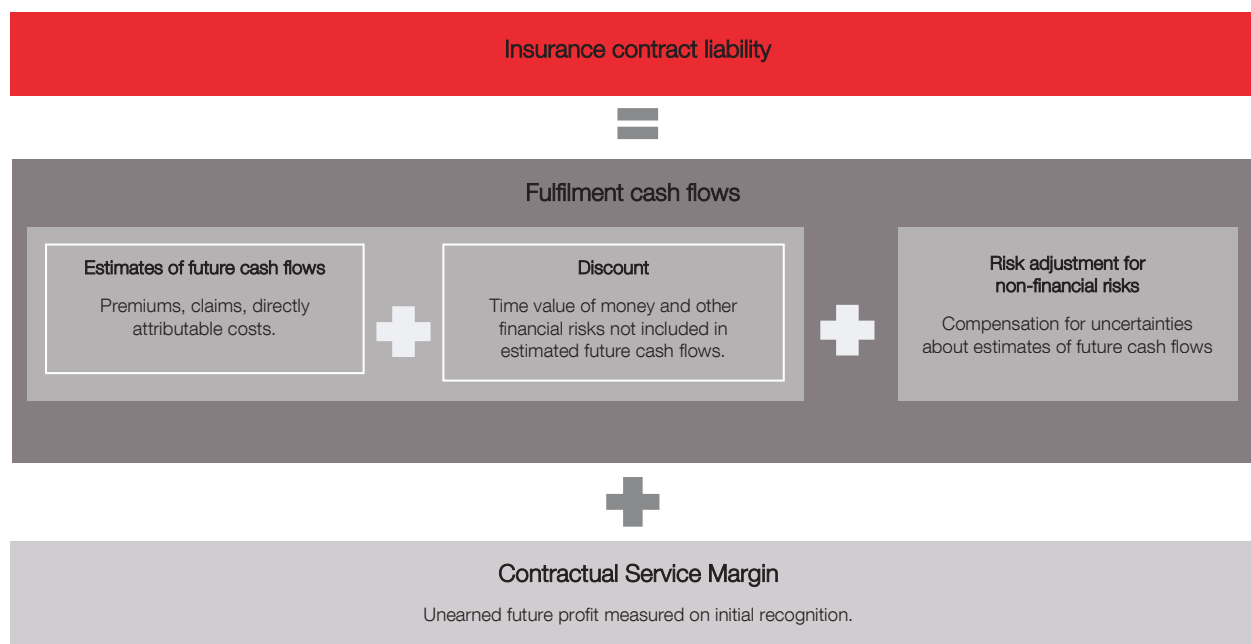 Insurance contract liability
=
Fulfilment cash flows
Estimates of future cash flows
Premiums, claims, directly
attributable costs.
+
Discount
Time value of money and other
financial risks not included in
estimated future cash flows.
+
Risk adjustment for
non-financial risks
Compensation for uncertainties
about estimates of future cash flows
+
Contractual Service Margin
Unearned future profit measured on initial recognition.